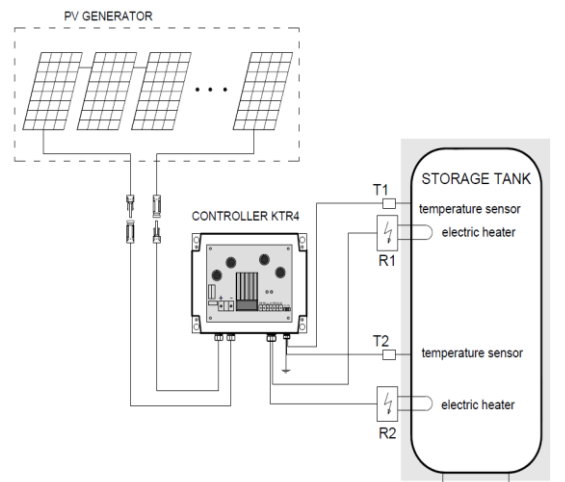 PV GENERATOR
CONTROLLER KTR4
STORAGE TANK
T1
temperature sensor
electric heater
R1
T2
temperature sensor
electric heater
R2